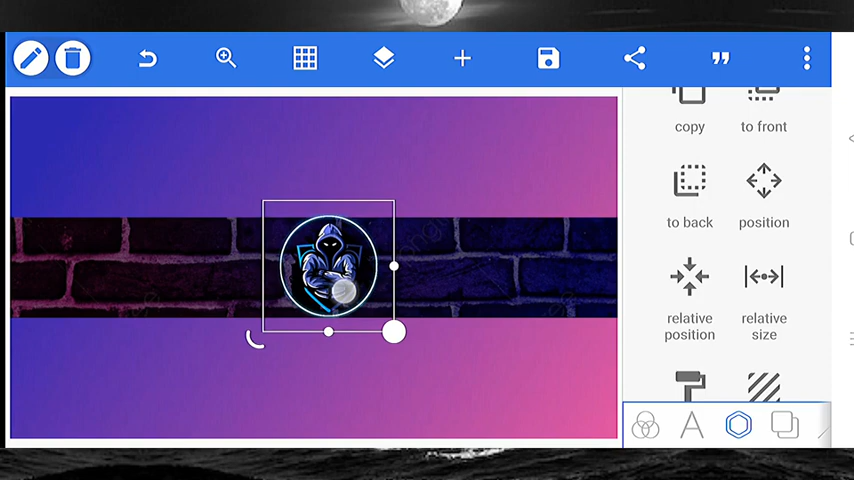 copy
to front
to back
position
relative position
relative size